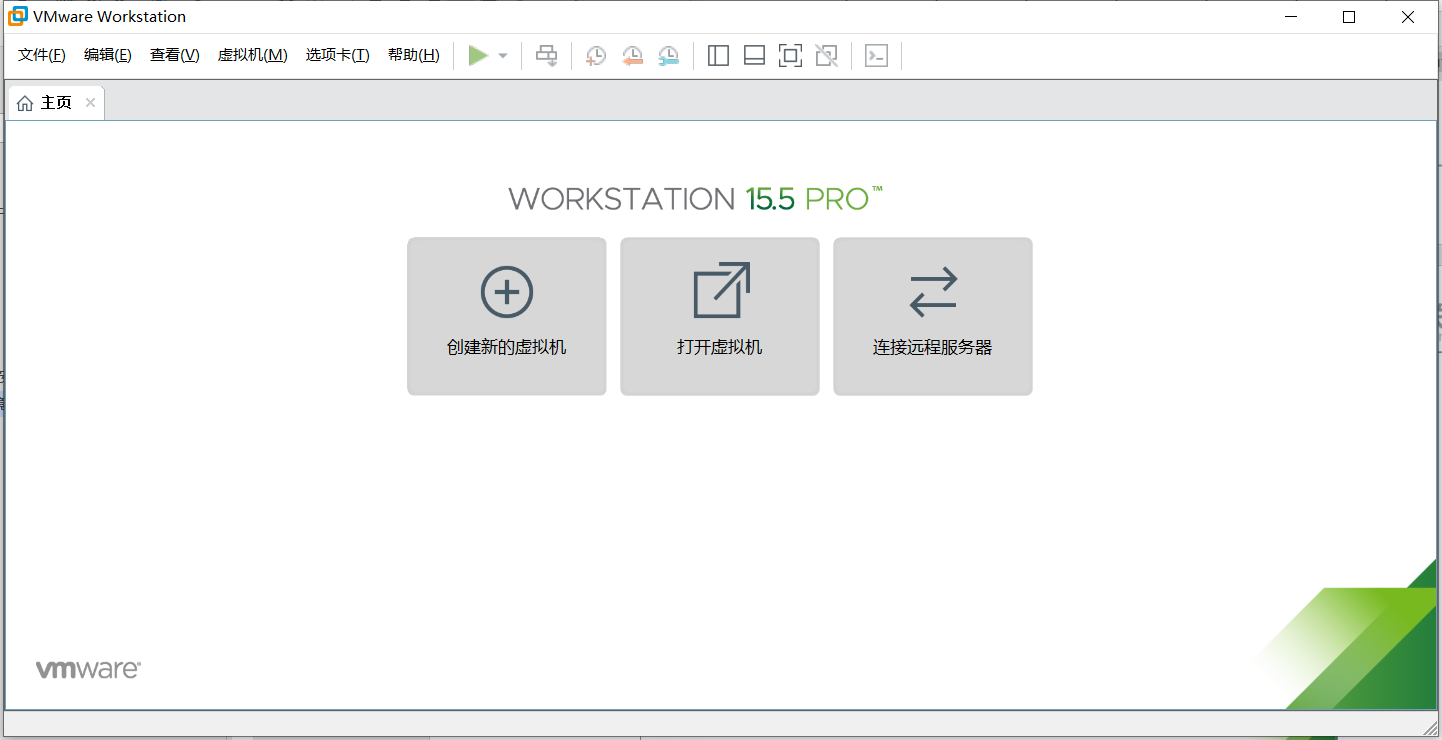 VMware Workstation
文件(F) 编辑(E) 查看(V) 虚拟机(M) 选项卡(T) 帮助(H)
主页
WORKSTATION 15.5 PRO™
创建新的虚拟机 打开虚拟机 连接远程服务器
vmware®